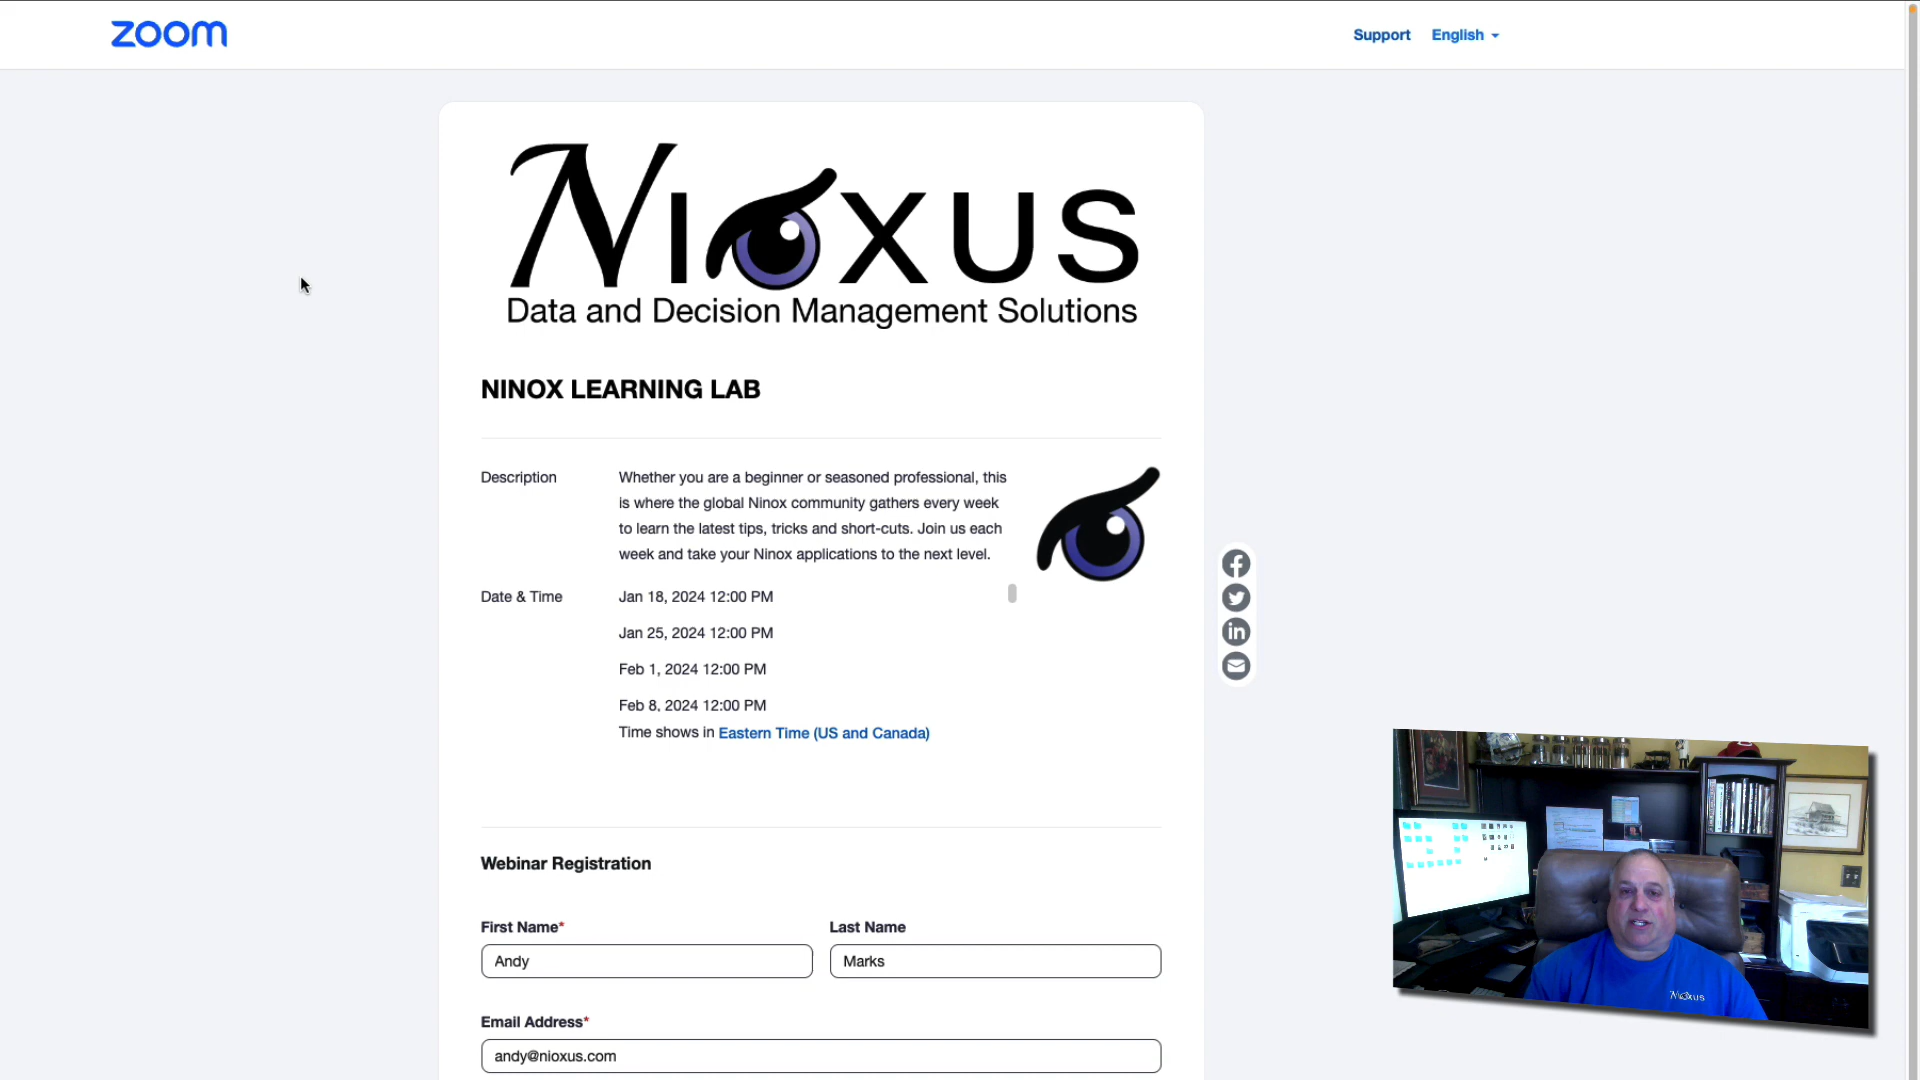 zoom
Support English
NIOXUS
Data and Decision Management Solutions
NINOX LEARNING LAB
Description
Whether you are a beginner or seasoned professional, this
is where the global Ninox community gathers every week
to learn the latest tips, tricks and short-cuts. Join us each
week and take your Ninox applications to the next level.
Date & Time
Jan 18, 2024 12:00 PM
Jan 25, 2024 12:00 PM
Feb 1, 2024 12:00 PM
Feb 8, 2024 12:00 PM
Time shows in Eastern Time (US and Canada)
Webinar Registration
First Name*
Last Name
Andy
Marks
Email Address*
andy@nioxus.com
Nioxus